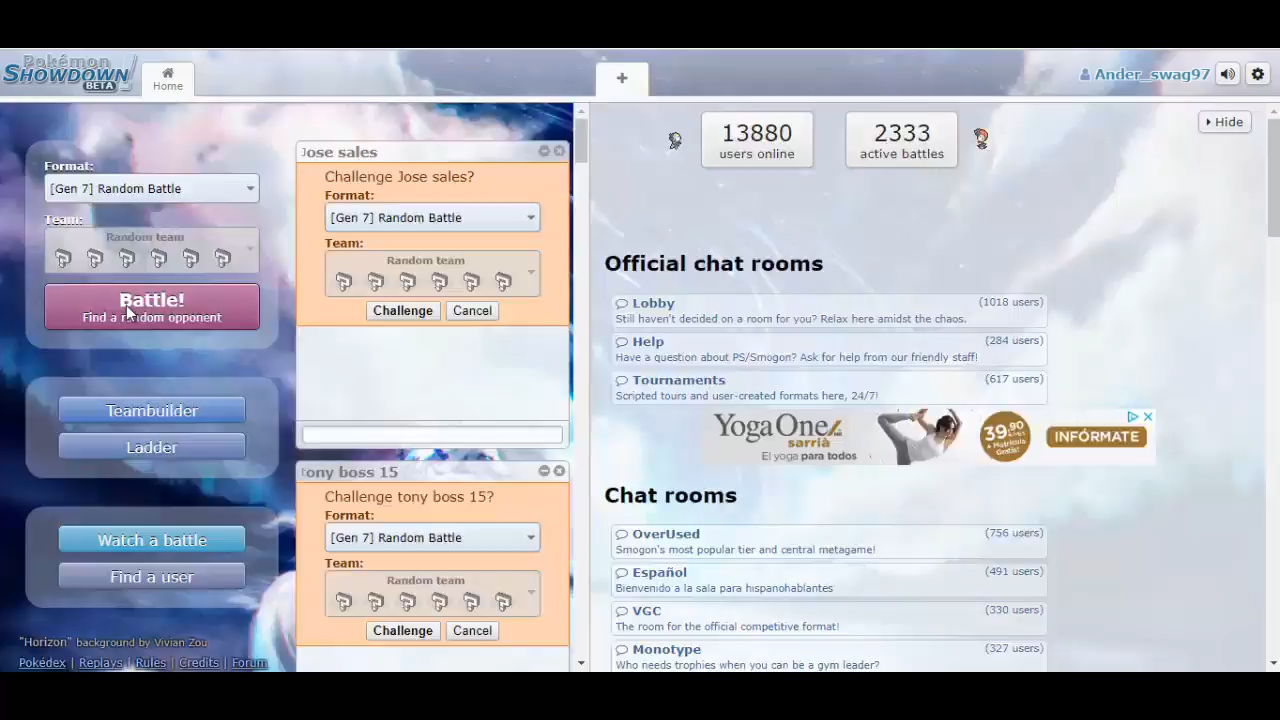 Pokémon
SHOWDOWN!
BETA
Home
+
Ander_swag97
Format:
[Gen 7] Random Battle
Team:
Random team
Battle!
Find a random opponent
Teambuilder
Ladder
Watch a battle
Find a user
"Horizon" background by Vivian Zou
Pokédex | Replays | Rules | Credits | Forum
Jose sales
Challenge Jose sales?
Format:
[Gen 7] Random Battle
Team:
Random team
Challenge
Cancel
tony boss 15
Challenge tony boss 15?
Format:
[Gen 7] Random Battle
Team:
Random team
Challenge
Cancel
13880
users online
2333
active battles
Hide
Official chat rooms
Lobby (1018 users)
Still haven't decided on a room for you? Relax here amidst the chaos.
Help (284 users)
Have a question about PS/Smogon? Ask for help from our friendly staff!
Tournaments (617 users)
Scripted tours and user-created formats here, 24/7!
YogaOne
sarrià
El yoga para todos
39,90
INFÓRMATE
Chat rooms
OverUsed (756 users)
Smogon's most popular tier and central metagame!
Español (491 users)
Bienvenido a la sala para hispanohablantes
VGC (330 users)
The room for the official competitive format!
Monotype (327 users)
Who needs trophies when you can be a gym leader?